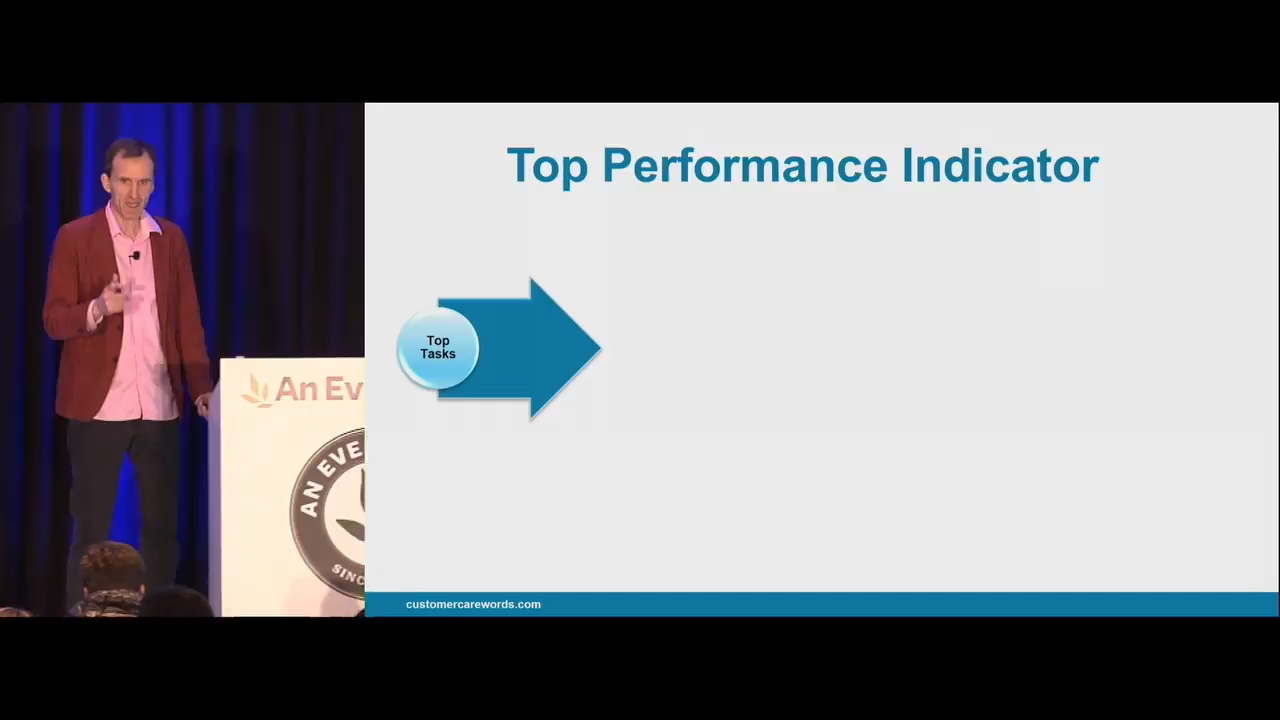 Top Performance Indicator
Top
Tasks
An Ev
AN EVE
SINC
customercarewords.com